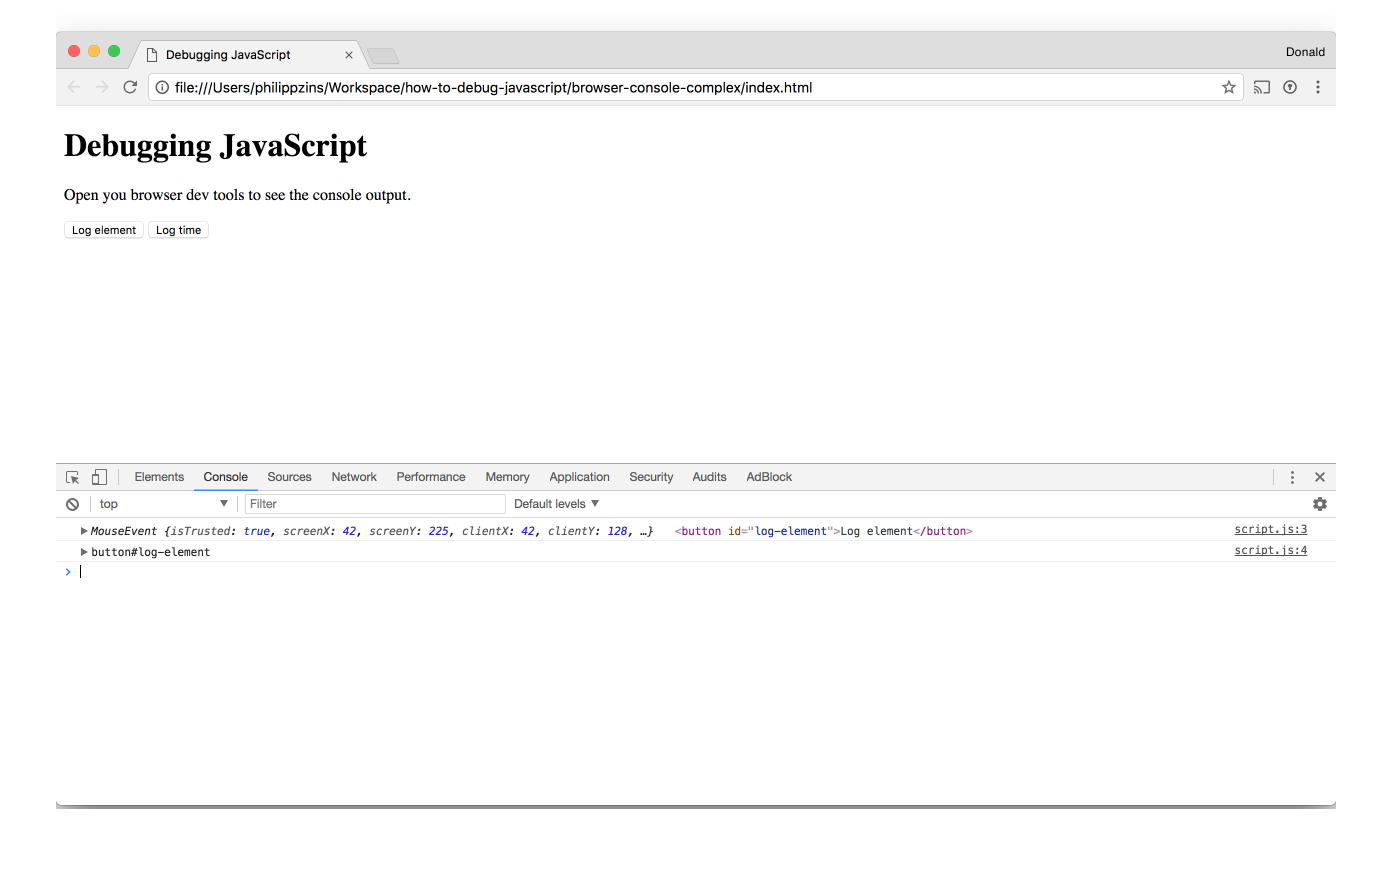 Debugging JavaScript
Donald
file:///Users/philippzins/Workspace/how-to-debug-javascript/browser-console-complex/index.html
Debugging JavaScript
Open you browser dev tools to see the console output.
Log element Log time
Elements Console Sources Network Performance Memory Application Security Audits AdBlock
top Filter Default levels
MouseEvent {isTrusted: true, screenX: 42, screenY: 225, clientX: 42, clientY: 128, …} <button id="log-element">Log element</button> script.js:3
button#log-element script.js:4